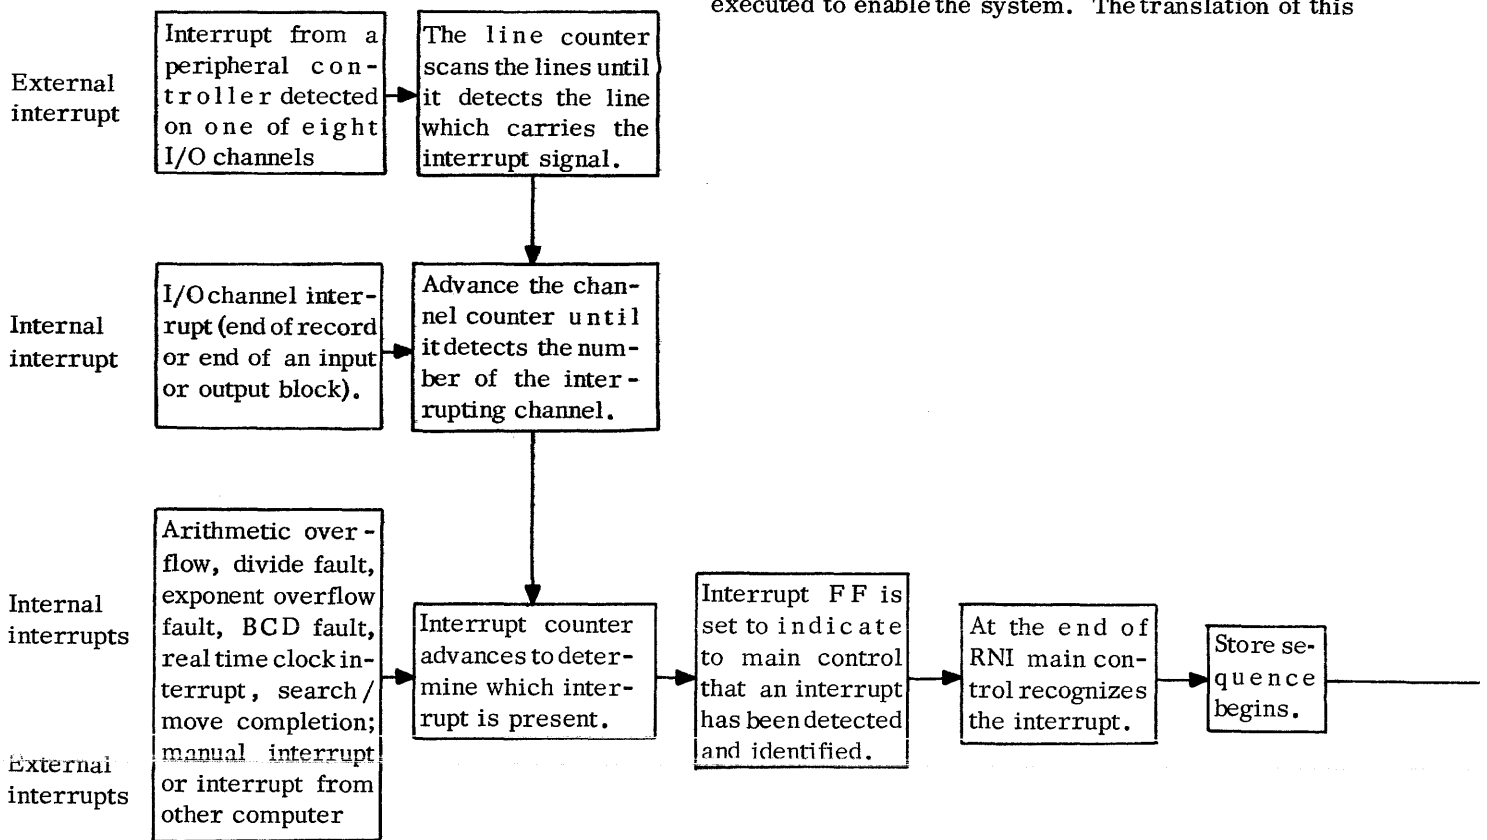 executed to enable the system. The translation of this
External
interrupt
Interrupt from a
peripheral con-
troller detected
on one of eight
I/O channels
The line counter
scans the lines until
it detects the line
which carries the
interrupt signal.
Internal
interrupt
I/O channel inter-
rupt (end of record
or end of an input
or output block).
Advance the chan-
nel counter until
it detects the num-
ber of the inter-
rupting channel.
Internal
interrupts
External
interrupts
Arithmetic over-
flow, divide fault,
exponent overflow
fault, BCD fault,
real time clock in-
terrupt, search/
move completion;
manual interrupt
or interrupt from
other computer
Interrupt counter
advances to deter-
mine which inter-
rupt is present.
Interrupt FF is
set to indicate
to main control
that an interrupt
has been detected
and identified.
At the end of
RNI main con-
trol recognizes
the interrupt.
Store se-
quence
begins.